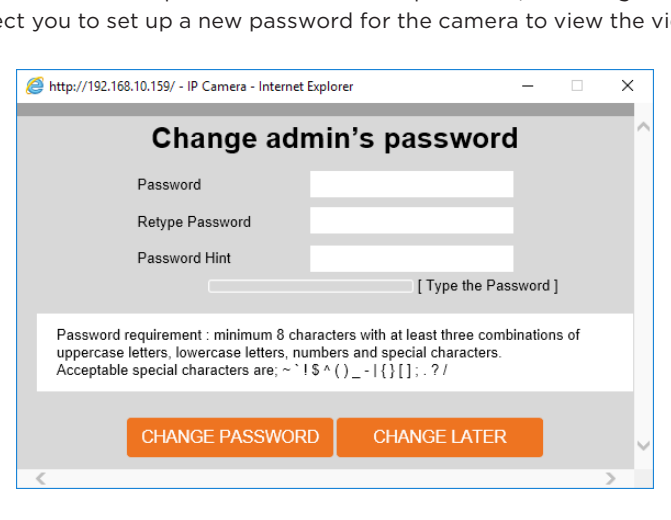 ect you to set up a new password for the camera to view the vi
http://192.168.10.159/ - IP Camera - Internet Explorer
Change admin's password
Password
Retype Password
Password Hint
[ Type the Password ]
Password requirement : minimum 8 characters with at least three combinations of
uppercase letters, lowercase letters, numbers and special characters.
Acceptable special characters are; ~ ` ! $ ^ ( ) _ - | { } [ ] ; . ? /
CHANGE PASSWORD
CHANGE LATER